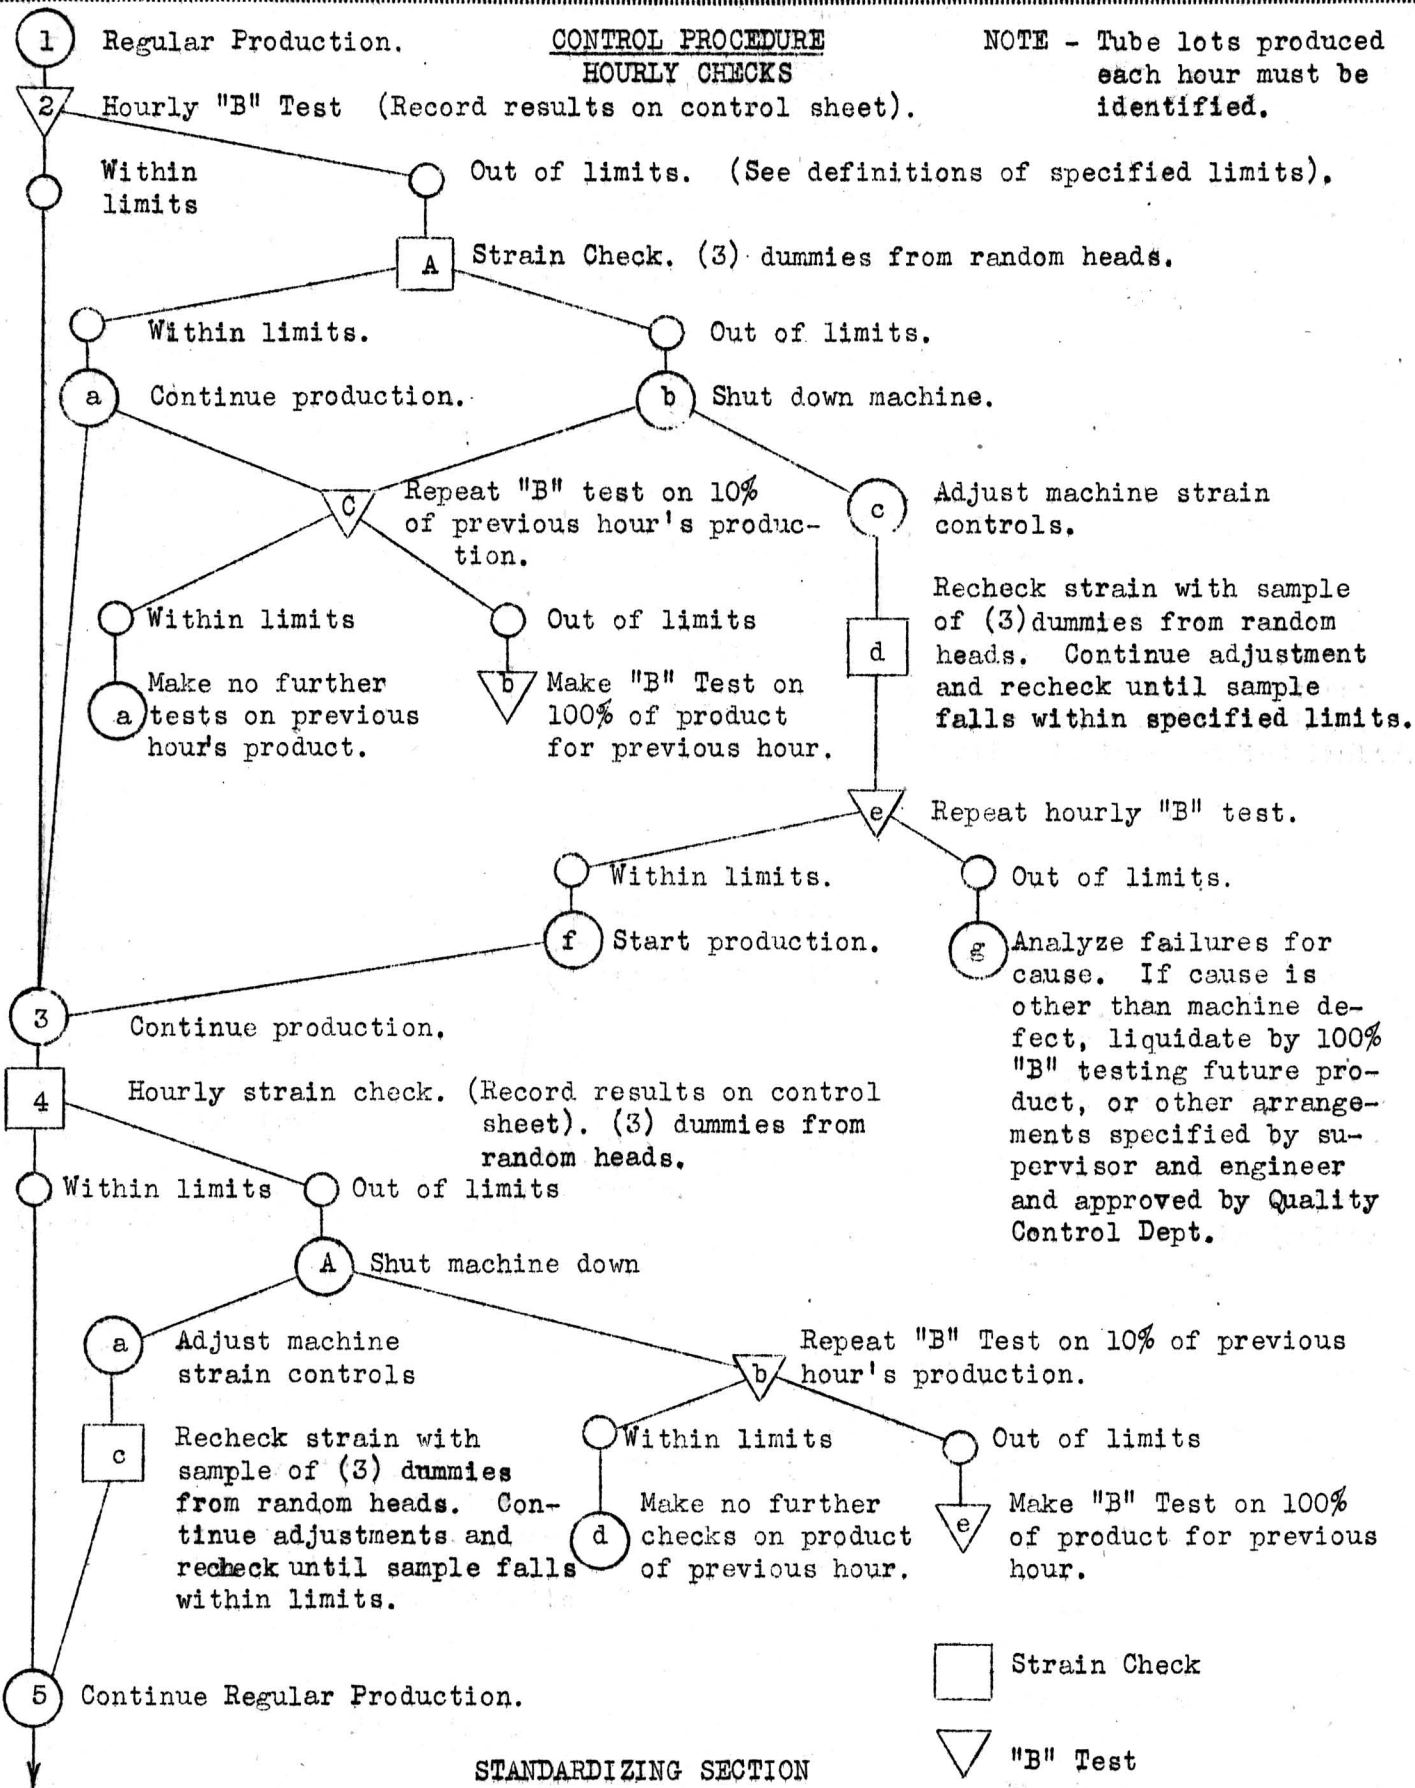 1 Regular Production.
CONTROL PROCEDURE
HOURLY CHECKS
NOTE - Tube lots produced
each hour must be
identified.
2 Hourly "B" Test (Record results on control sheet).
Within
limits
Out of limits. (See definitions of specified limits).
A Strain Check. (3) dummies from random heads.
Within limits.
Out of limits.
a Continue production.
b Shut down machine.
C Repeat "B" test on 10%
of previous hour's produc-
tion.
c Adjust machine strain
controls.
Within limits
Out of limits
a Make no further
tests on previous
hour's product.
b Make "B" Test on
100% of product
for previous hour.
d Recheck strain with sample
of (3)dummies from random
heads. Continue adjustment
and recheck until sample
falls within specified limits.
e Repeat hourly "B" test.
Within limits.
Out of limits.
f Start production.
g Analyze failures for
cause. If cause is
other than machine de-
fect, liquidate by 100%
"B" testing future pro-
duct, or other arrange-
ments specified by su-
pervisor and engineer
and approved by Quality
Control Dept.
3 Continue production.
4 Hourly strain check. (Record results on control
sheet). (3) dummies from
random heads.
Within limits
Out of limits
A Shut machine down
a Adjust machine
strain controls
b Repeat "B" Test on 10% of previous
hour's production.
c Recheck strain with
sample of (3) dummies
from random heads. Con-
tinue adjustments and
recheck until sample falls
within limits.
Within limits
Out of limits
d Make no further
checks on product
of previous hour.
e Make "B" Test on 100%
of product for previous
hour.
Strain Check
5 Continue Regular Production.
"B" Test
STANDARDIZING SECTION